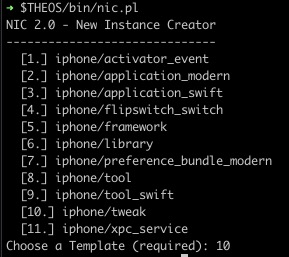 ➜ $THEOS/bin/nic.pl
NIC 2.0 - New Instance Creator
------------------------------
[1.] iphone/activator_event
[2.] iphone/application_modern
[3.] iphone/application_swift
[4.] iphone/flipswitch_switch
[5.] iphone/framework
[6.] iphone/library
[7.] iphone/preference_bundle_modern
[8.] iphone/tool
[9.] iphone/tool_swift
[10.] iphone/tweak
[11.] iphone/xpc_service
Choose a Template (required): 10